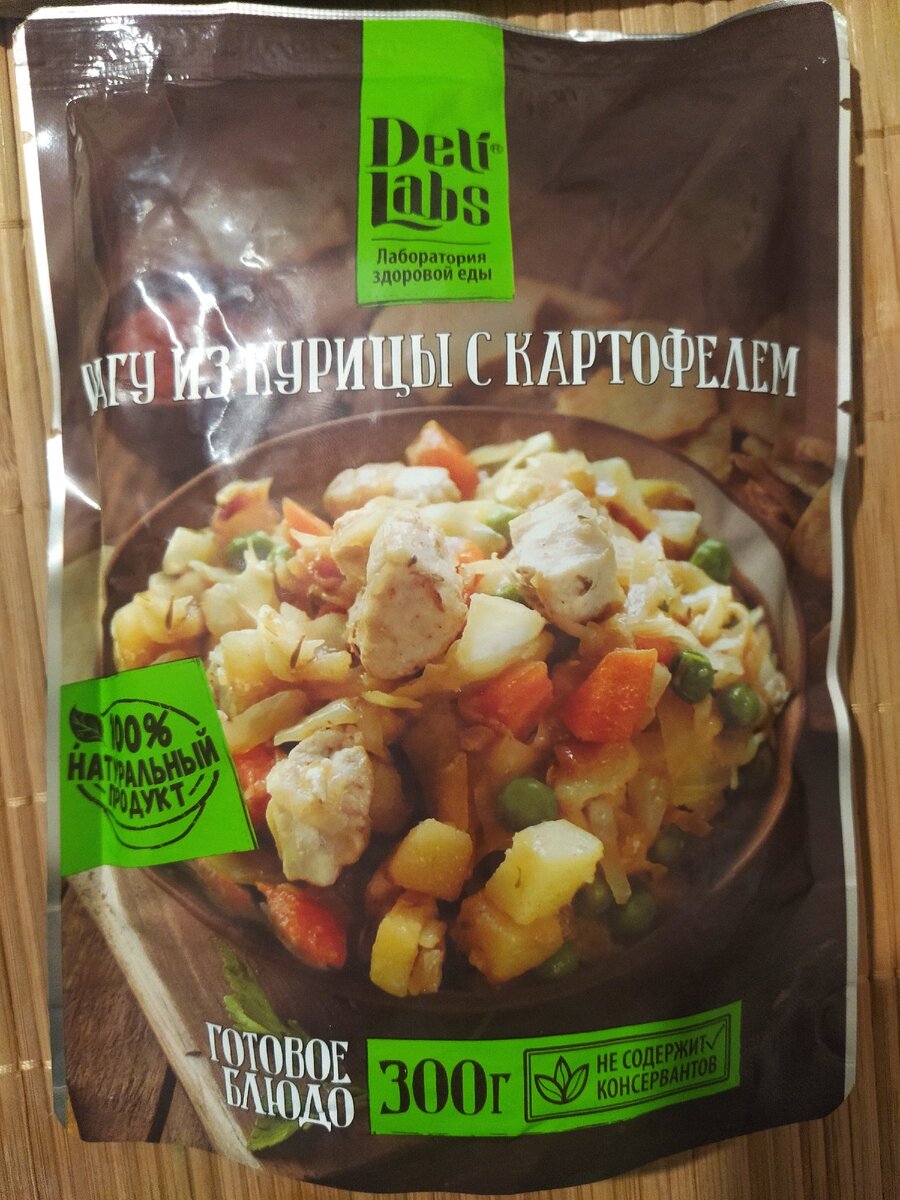 Deli®
Labs
Лаборатория
здоровой еды
РАГУ ИЗ КУРИЦЫ С КАРТОФЕЛЕМ
100%
НАТУРАЛЬНЫЙ
ПРОДУКТ
ГОТОВОЕ
БЛЮДО
300г
НЕ СОДЕРЖИТ
КОНСЕРВАНТОВ